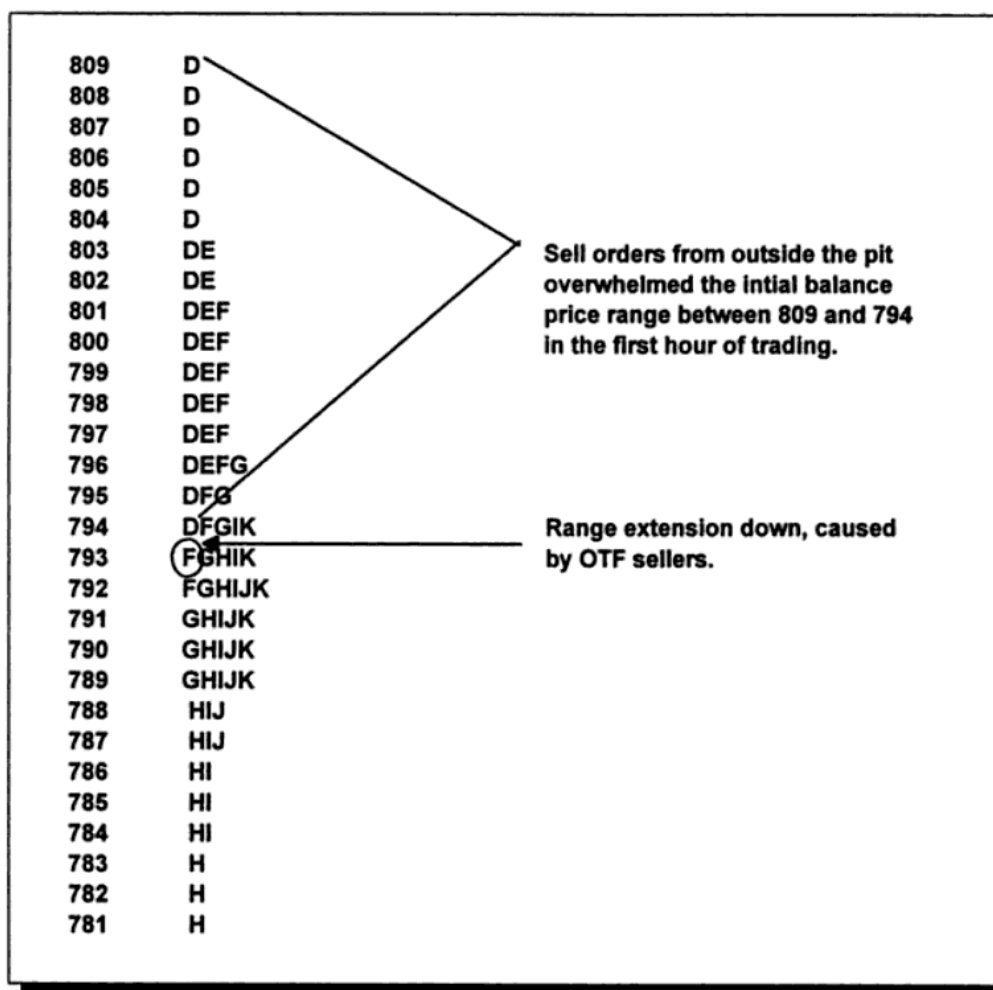 809 D
808 D
807 D
806 D
805 D
804 D
803 DE
802 DE
801 DEF
800 DEF
799 DEF
798 DEF
797 DEF
796 DEFG
795 DFG
794 DFGIK
793 FGHIK
792 FGHIJK
791 GHIJK
790 GHIJK
789 GHIJK
788 HIJ
787 HIJ
786 HI
785 HI
784 HI
783 H
782 H
781 H
Sell orders from outside the pit
overwhelmed the intial balance
price range between 809 and 794
in the first hour of trading.
Range extension down, caused
by OTF sellers.